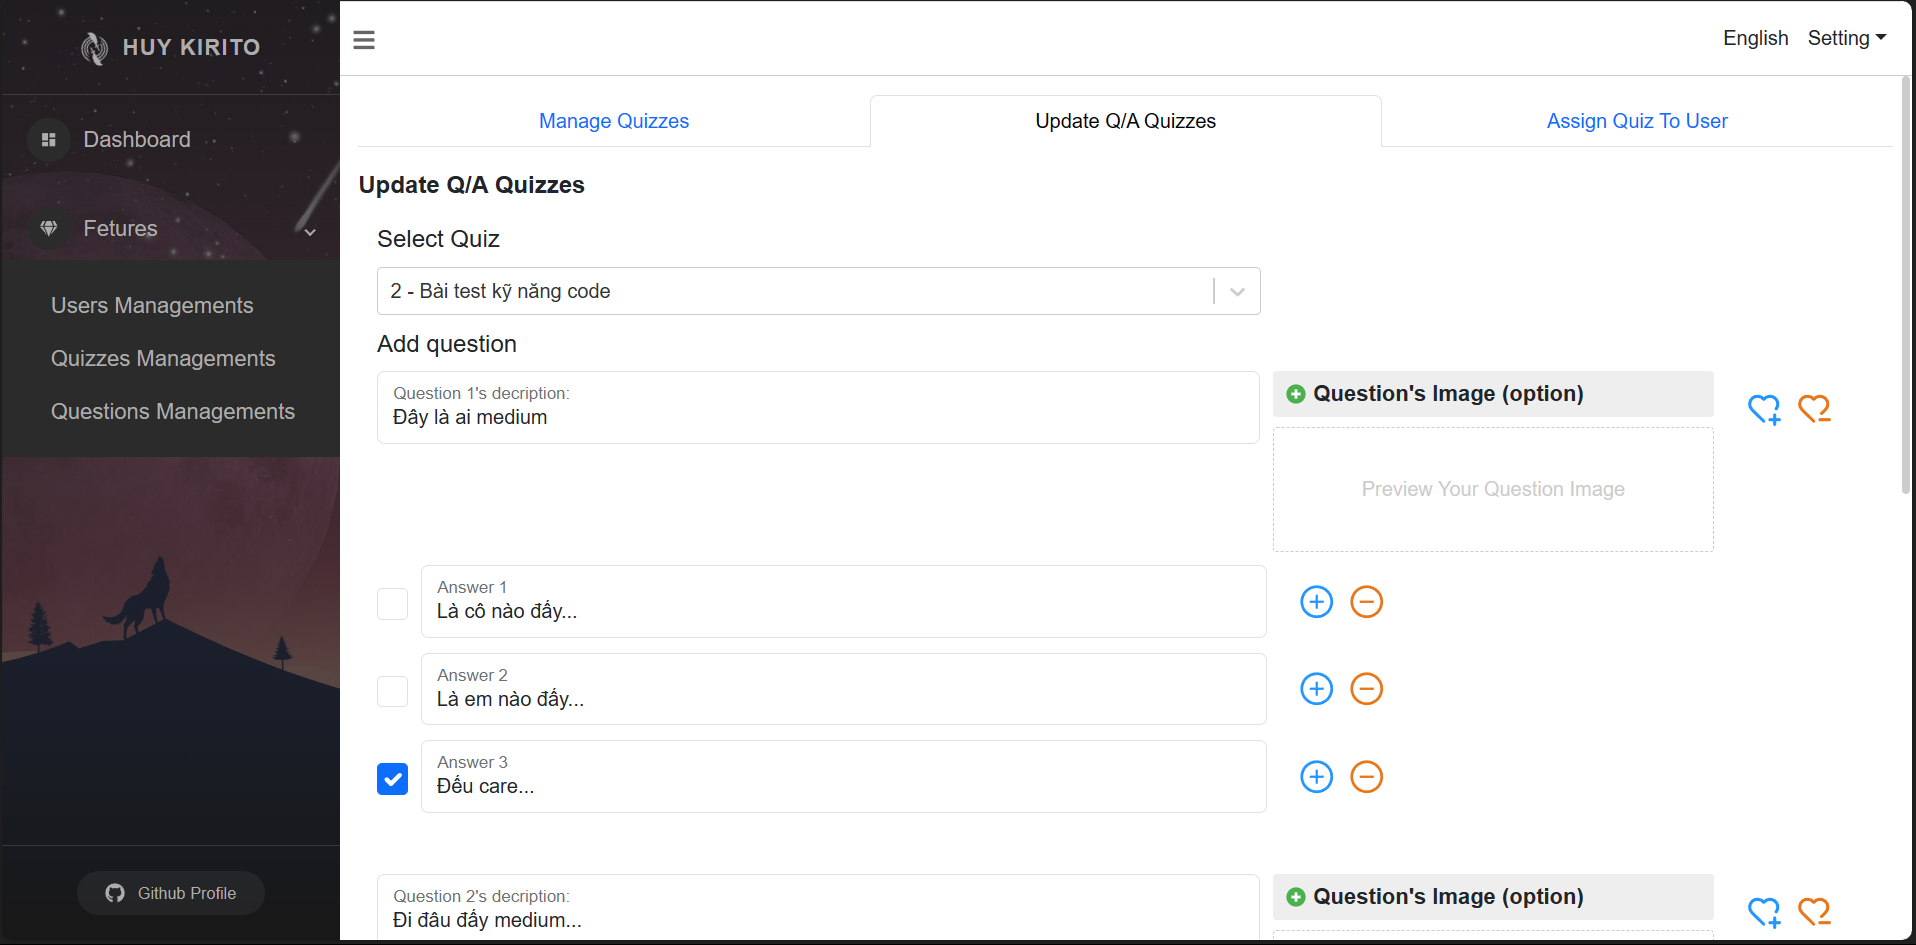 HUY KIRITO
Dashboard
Fetures
Users Managements
Quizzes Managements
Questions Managements
Github Profile
English Setting
Manage Quizzes
Update Q/A Quizzes
Assign Quiz To User
Update Q/A Quizzes
Select Quiz
2 - Bài test kỹ năng code
Add question
Question 1's decription:
Đây là ai medium
Question's Image (option)
Preview Your Question Image
Answer 1
Là cô nào đấy...
Answer 2
Là em nào đấy...
Answer 3
Đếu care...
Question 2's decription:
Đi đâu đấy medium...
Question's Image (option)